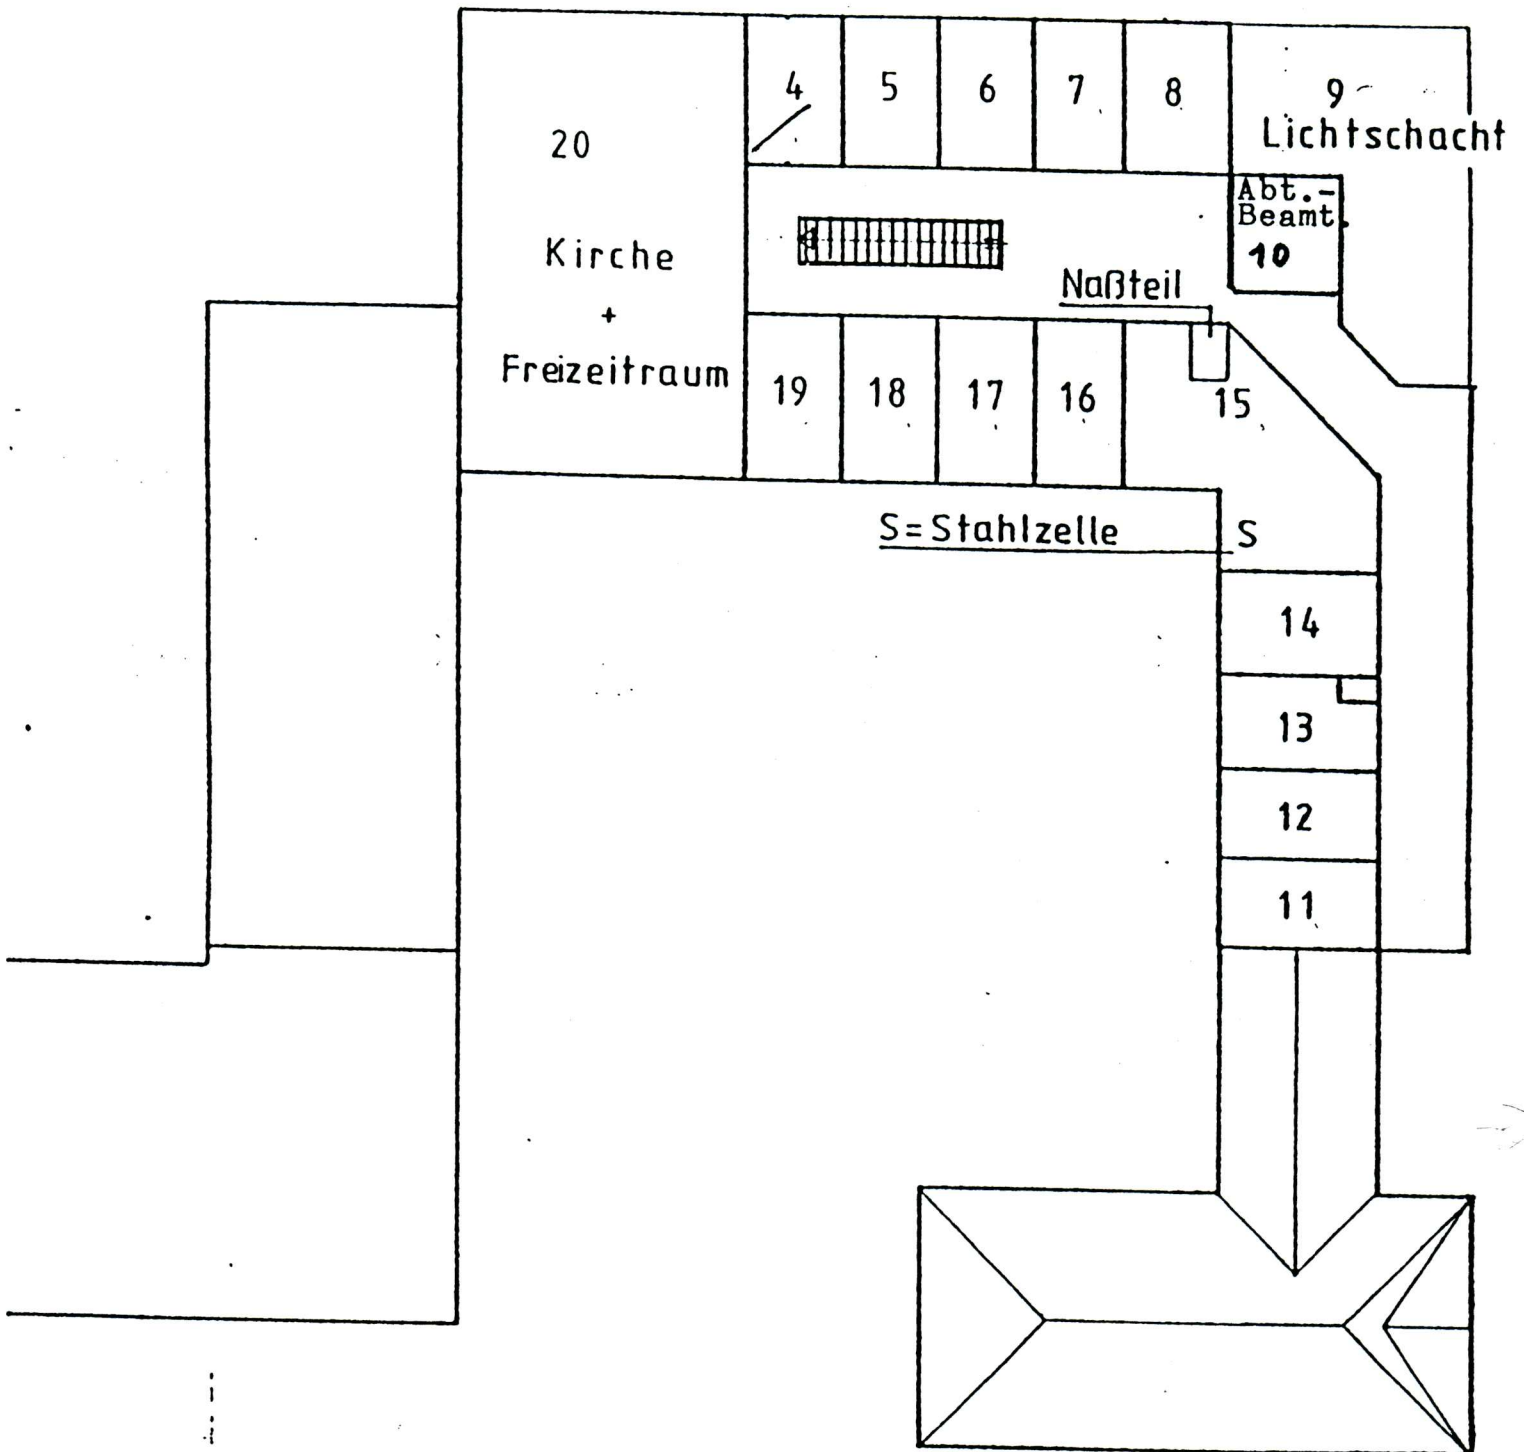 4 5 6 7 8 9
Lichtschacht
20
Kirche
+
Freizeitraum
Abt.-
Beamt.
10
Naßteil
19 18 17 16 15
S=Stahlzelle S
14
13
12
11